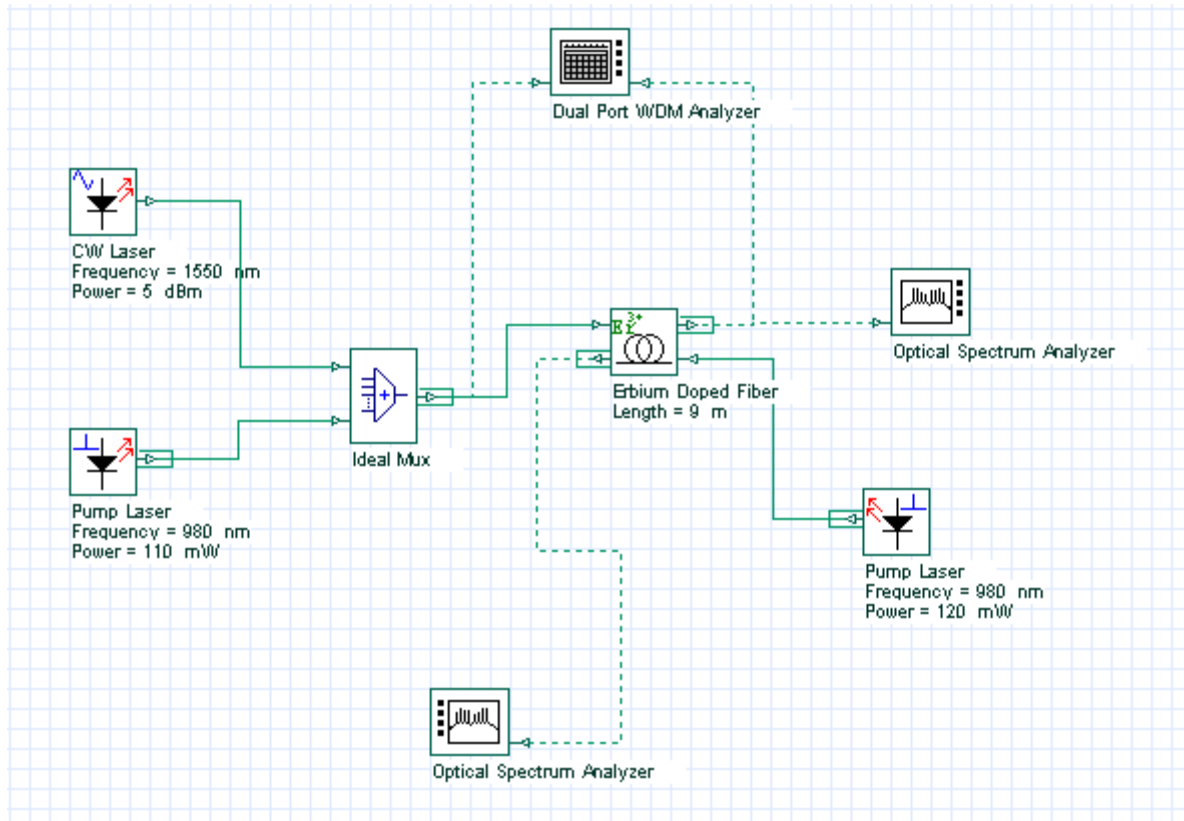 Dual Port WDM Analyzer
CW Laser
Frequency = 1550 nm
Power = 5 dBm
Optical Spectrum Analyzer
Er 3+
Erbium Doped Fiber
Length = 9 m
Ideal Mux
Pump Laser
Frequency = 980 nm
Power = 110 mW
Pump Laser
Frequency = 980 nm
Power = 120 mW
Optical Spectrum Analyzer